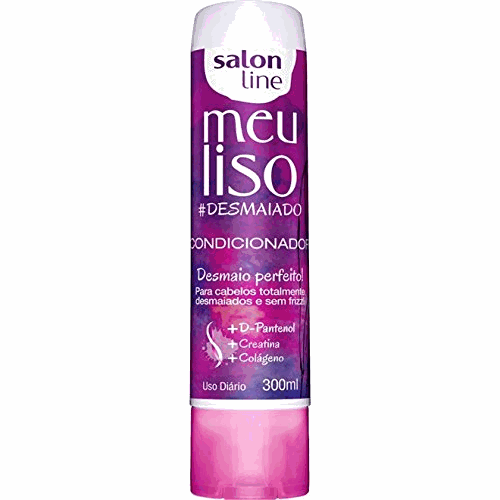 salon
line
meu
liso
#DESMAIADO
CONDICIONADOR
Desmaio perfeito!
Para cabelos totalmente
desmaiados e sem frizz!
+D-Pantenol
+Creatina
+Colágeno
Uso Diário 300ml